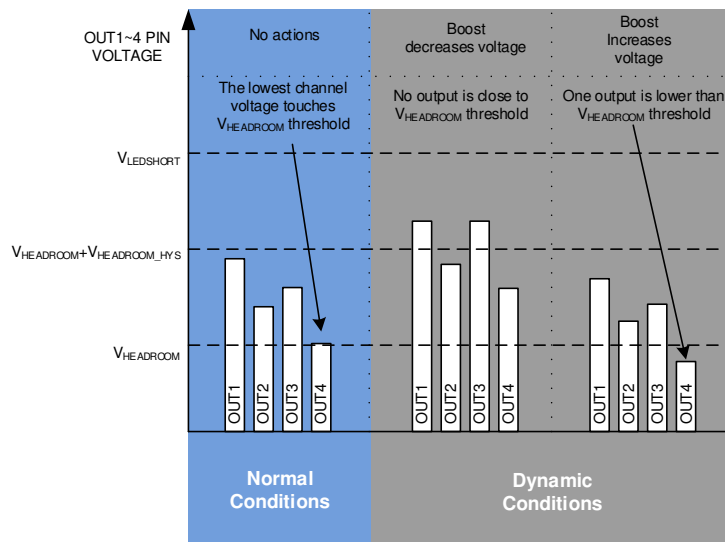 OUT1~4 PIN
VOLTAGE
No actions
Boost
decreases voltage
Boost
Increases
voltage
The lowest channel
voltage touches
VHEADROOM threshold
No output is close to
VHEADROOM threshold
One output is lower than
VHEADROOM threshold
VLEDSHORT
VHEADROOM+VHEADROOM_HYS
VHEADROOM
OUT1
OUT2
OUT3
OUT4
OUT1
OUT2
OUT3
OUT4
OUT1
OUT2
OUT3
OUT4
Normal
Conditions
Dynamic
Conditions